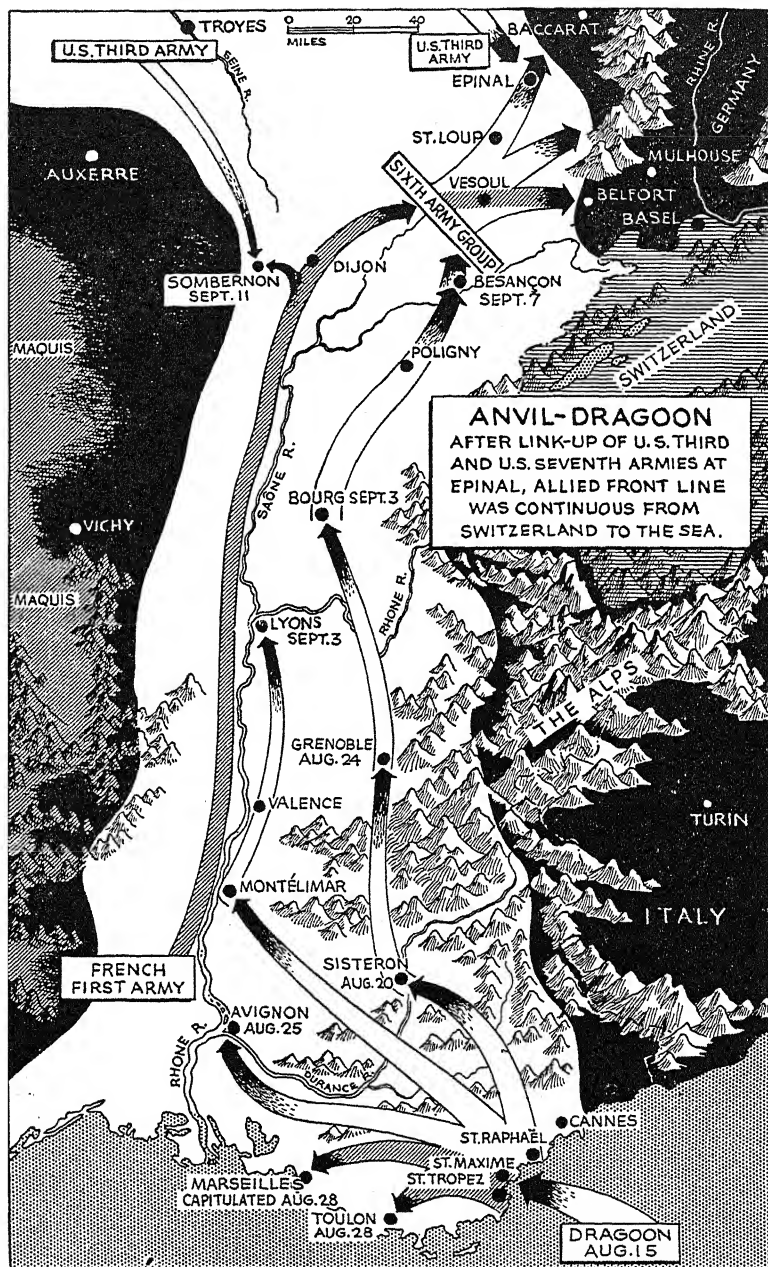 TROYES
0 50
MILES
U.S. THIRD ARMY
SEINE R.
U.S. THIRD
ARMY
BACCARAT
EPINAL
RHINE R.
GERMANY
ST. LOUP
MULHOUSE
AUXERRE
VESOUL
BELFORT
BASEL
SIXTH ARMY GROUP
SOMBERNON
SEPT. 11
DIJON
BESANÇON
SEPT. 7
MAQUIS
POLIGNY
SWITZERLAND
ANVIL-DRAGOON
AFTER LINK-UP OF U.S. THIRD
AND U.S. SEVENTH ARMIES AT
EPINAL, ALLIED FRONT LINE
WAS CONTINUOUS FROM
SWITZERLAND TO THE SEA.
SAÔNE R.
BOURG SEPT. 3
VICHY
MAQUIS
RHONE R.
LYONS
SEPT. 3
THE ALPS
GRENOBLE
AUG. 24
VALENCE
TURIN
MONTÉLIMAR
ITALY
FRENCH
FIRST ARMY
SISTERON
AUG. 20
AVIGNON
AUG. 25
RHONE R.
DURANCE R.
CANNES
ST. RAPHAËL
ST. MAXIME
ST. TROPEZ
MARSEILLES
CAPITULATED AUG. 28
TOULON
AUG. 28
DRAGOON
AUG. 15